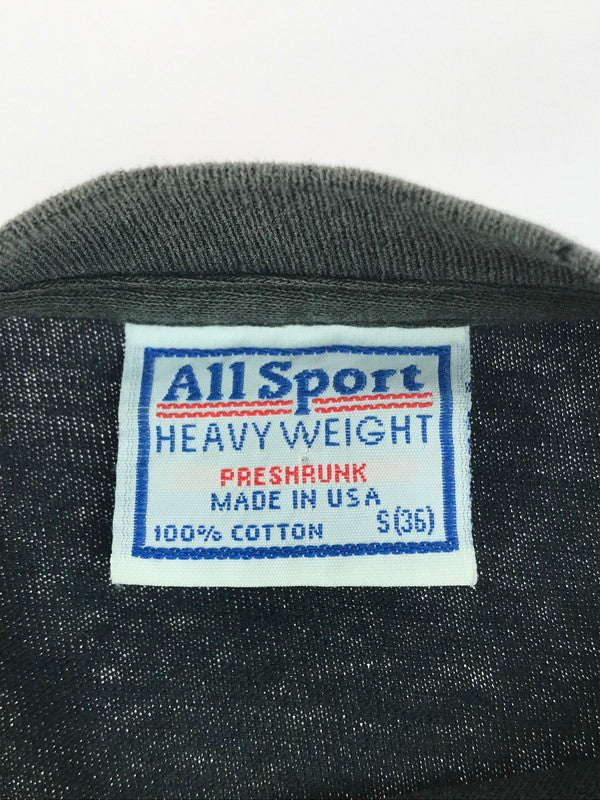 All Sport
HEAVY WEIGHT
PRESHRUNK
MADE IN USA
100% COTTON S(36)